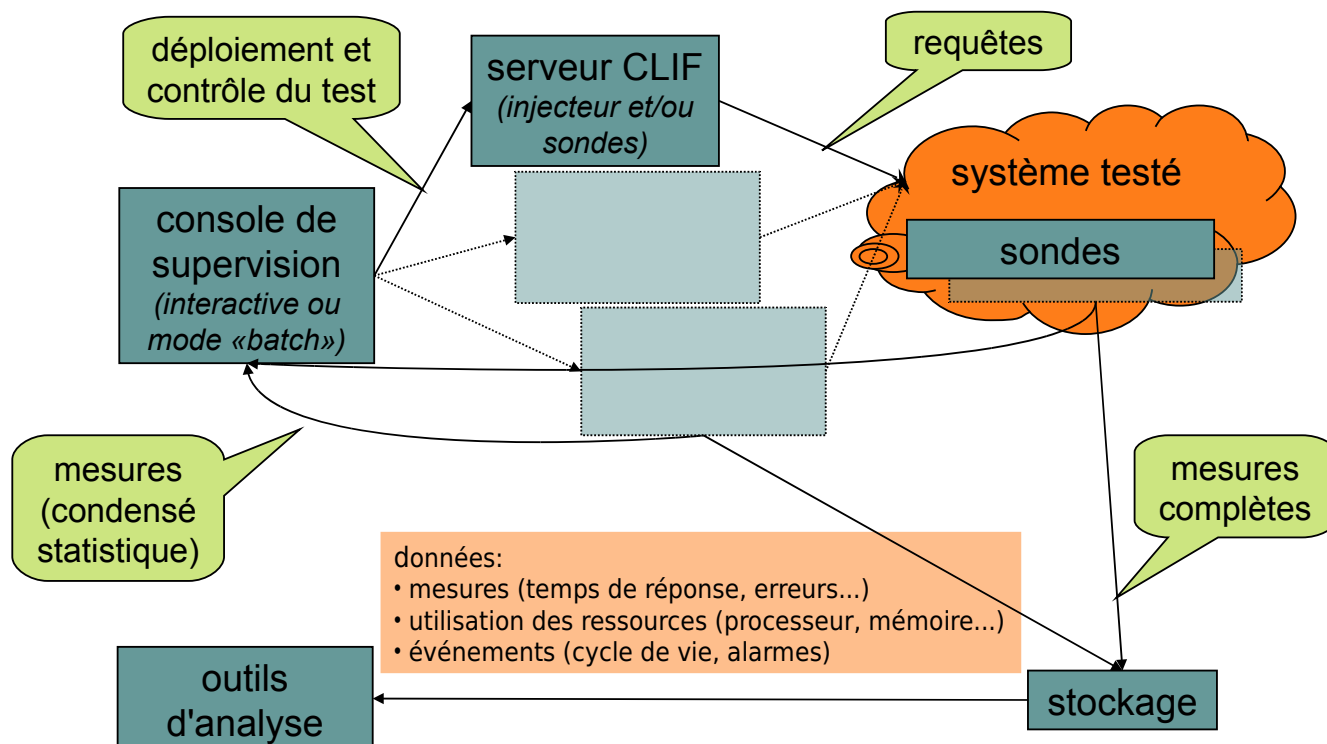 déploiement et
contrôle du test
serveur CLIF
(injecteur et/ou
sondes)
requêtes
système testé
sondes
console de
supervision
(interactive ou
mode «batch»)
mesures
(condensé
statistique)
mesures
complètes
données:
• mesures (temps de réponse, erreurs...)
• utilisation des ressources (processeur, mémoire...)
• événements (cycle de vie, alarmes)
outils
d'analyse
stockage